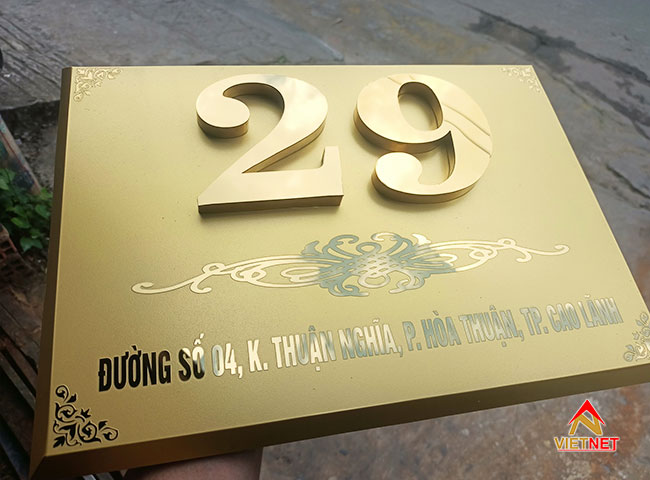 29
ĐƯỜNG SỐ 04, K. THUẬN NGHĨA, P. HÒA THUẬN, TP. CAO LÃNH
VIETNET